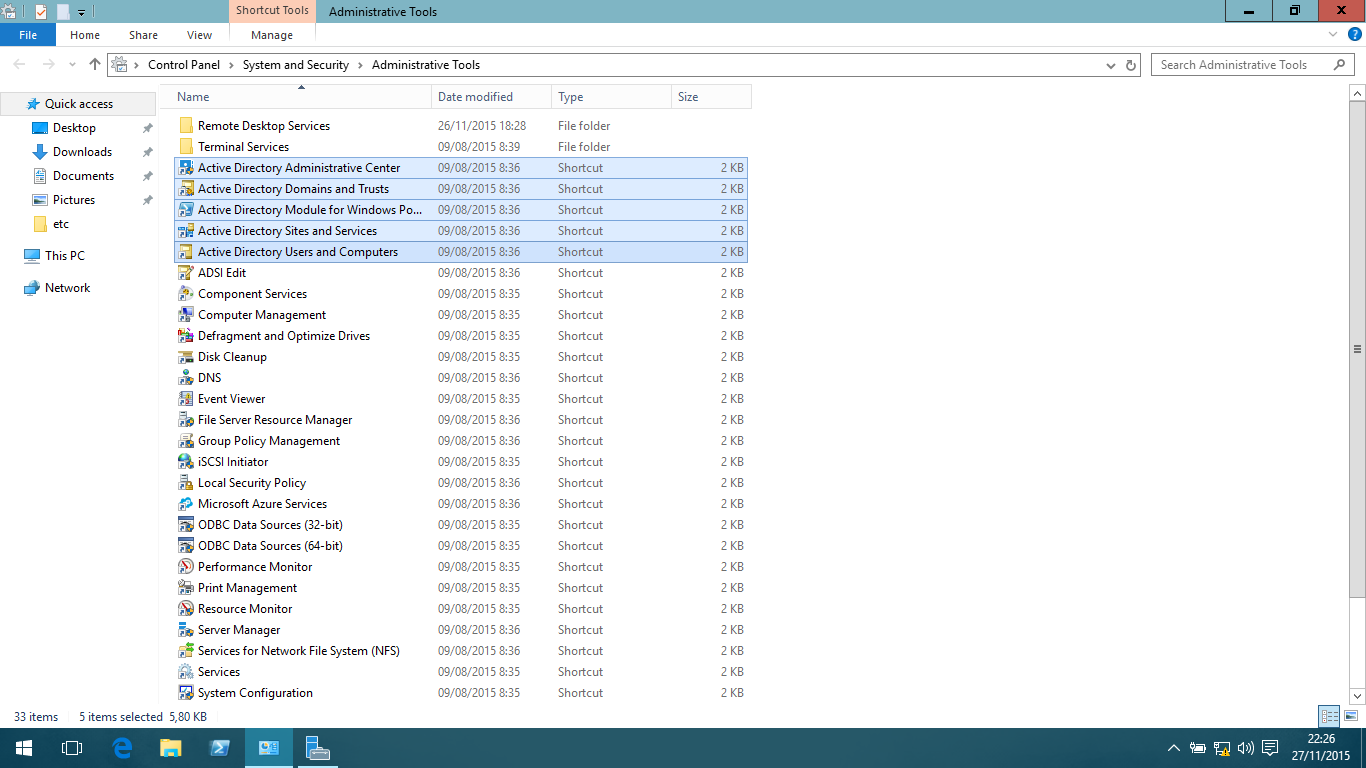 Shortcut Tools
Administrative Tools
File Home Share View Manage
Control Panel System and Security Administrative Tools
Search Administrative Tools
Quick access
Desktop
Downloads
Documents
Pictures
etc
This PC
Network
Name Date modified Type Size
Remote Desktop Services 26/11/2015 18:28 File folder
Terminal Services 09/08/2015 8:39 File folder
Active Directory Administrative Center 09/08/2015 8:36 Shortcut 2 KB
Active Directory Domains and Trusts 09/08/2015 8:36 Shortcut 2 KB
Active Directory Module for Windows Po... 09/08/2015 8:36 Shortcut 2 KB
Active Directory Sites and Services 09/08/2015 8:36 Shortcut 2 KB
Active Directory Users and Computers 09/08/2015 8:36 Shortcut 2 KB
ADSI Edit 09/08/2015 8:36 Shortcut 2 KB
Component Services 09/08/2015 8:35 Shortcut 2 KB
Computer Management 09/08/2015 8:35 Shortcut 2 KB
Defragment and Optimize Drives 09/08/2015 8:35 Shortcut 2 KB
Disk Cleanup 09/08/2015 8:35 Shortcut 2 KB
DNS 09/08/2015 8:36 Shortcut 2 KB
Event Viewer 09/08/2015 8:35 Shortcut 2 KB
File Server Resource Manager 09/08/2015 8:36 Shortcut 2 KB
Group Policy Management 09/08/2015 8:35 Shortcut 2 KB
iSCSI Initiator 09/08/2015 8:35 Shortcut 2 KB
Local Security Policy 09/08/2015 8:36 Shortcut 2 KB
Microsoft Azure Services 09/08/2015 8:36 Shortcut 2 KB
ODBC Data Sources (32-bit) 09/08/2015 8:35 Shortcut 2 KB
ODBC Data Sources (64-bit) 09/08/2015 8:35 Shortcut 2 KB
Performance Monitor 09/08/2015 8:35 Shortcut 2 KB
Print Management 09/08/2015 8:36 Shortcut 2 KB
Resource Monitor 09/08/2015 8:35 Shortcut 2 KB
Server Manager 09/08/2015 8:36 Shortcut 2 KB
Services for Network File System (NFS) 09/08/2015 8:36 Shortcut 2 KB
Services 09/08/2015 8:35 Shortcut 2 KB
System Configuration 09/08/2015 8:35 Shortcut 2 KB
33 items 5 items selected 5,80 KB
22:26
27/11/2015